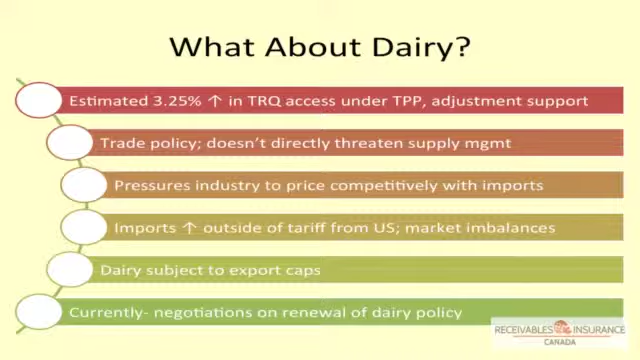 What About Dairy?
Estimated 3.25% ↑ in TRQ access under TPP, adjustment support
Trade policy; doesn't directly threaten supply mgmt
Pressures industry to price competitively with imports
Imports ↑ outside of tariff from US; market imbalances
Dairy subject to export caps
Currently- negotiations on renewal of dairy policy
RECEIVABLES INSURANCE
CANADA